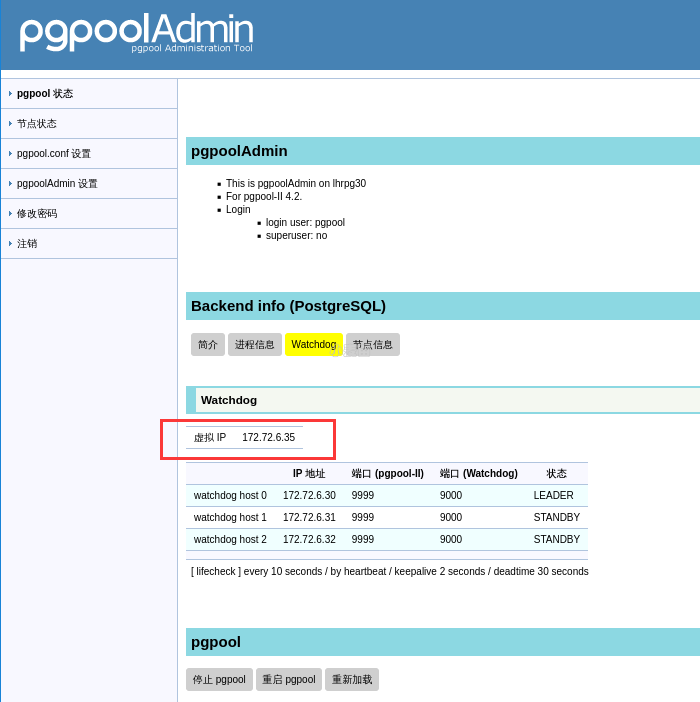 pgpoolAdmin
pgpool Administration Tool
pgpool 状态
节点状态
pgpool.conf 设置
pgpoolAdmin 设置
修改密码
注销
pgpoolAdmin
This is pgpoolAdmin on lhrpg30
For pgpool-II 4.2.
Login
login user: pgpool
superuser: no
Backend info (PostgreSQL)
简介 进程信息 Watchdog 节点信息
Watchdog
虚拟 IP 172.72.6.35
IP 地址 端口 (pgpool-II) 端口 (Watchdog) 状态
watchdog host 0 172.72.6.30 9999 9000 LEADER
watchdog host 1 172.72.6.31 9999 9000 STANDBY
watchdog host 2 172.72.6.32 9999 9000 STANDBY
[ lifecheck ] every 10 seconds / by heartbeat / keepalive 2 seconds / deadtime 30 seconds
pgpool
停止 pgpool 重启 pgpool 重新加载